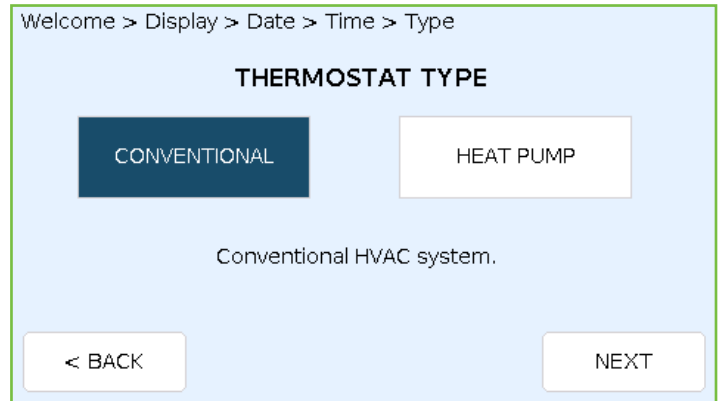 Welcome > Display > Date > Time > Type
THERMOSTAT TYPE
CONVENTIONAL
HEAT PUMP
Conventional HVAC system.
< BACK
NEXT